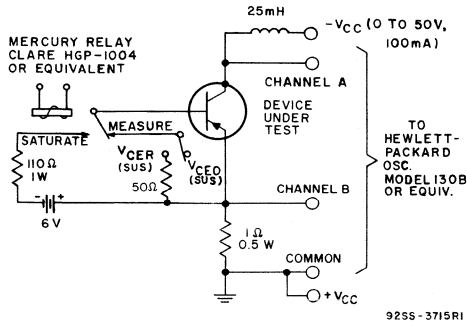 25mH
-VCC (0 TO 50V,
100mA)
MERCURY RELAY
CLARE HGP-1004
OR EQUIVALENT
CHANNEL A
DEVICE
UNDER
TEST
MEASURE
SATURATE
VCER
(SUS)
VCEO
(SUS)
110Ω
1W
50Ω
- +
6V
TO
HEWLETT-
PACKARD
OSC.
MODEL 130B
OR EQUIV.
CHANNEL B
1Ω
0.5 W
COMMON
+VCC
92SS-3715R1